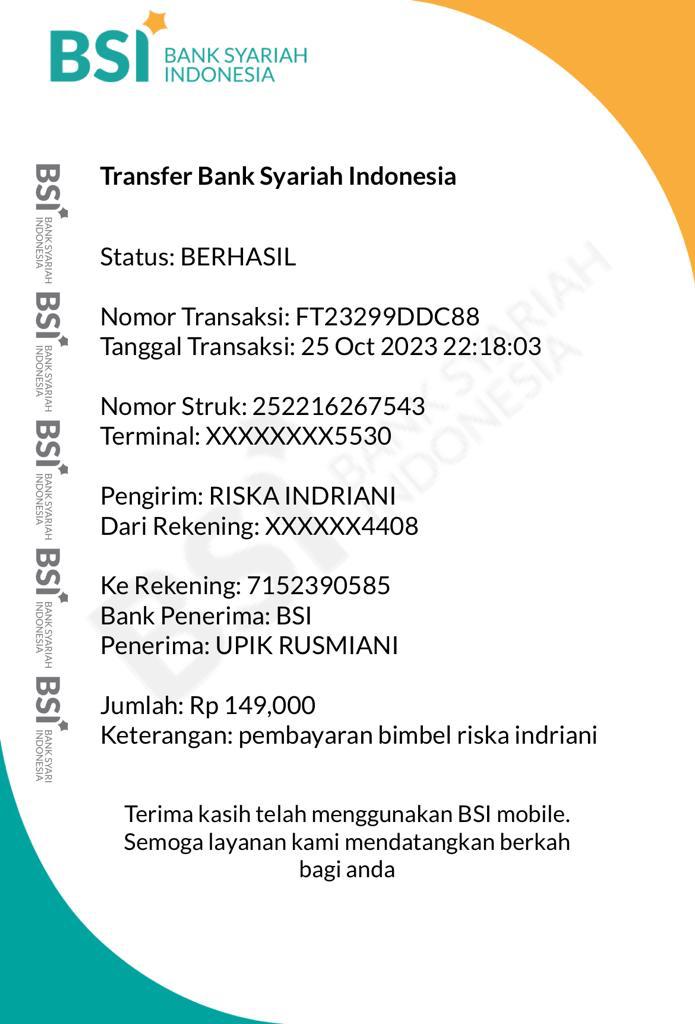 BSI BANK SYARIAH
INDONESIA
Transfer Bank Syariah Indonesia
Status: BERHASIL
Nomor Transaksi: FT23299DDC88
Tanggal Transaksi: 25 Oct 2023 22:18:03
Nomor Struk: 252216267543
Terminal: XXXXXXXX5530
Pengirim: RISKA INDRIANI
Dari Rekening: XXXXXX4408
Ke Rekening: 7152390585
Bank Penerima: BSI
Penerima: UPIK RUSMIANI
Jumlah: Rp 149,000
Keterangan: pembayaran bimbel riska indriani
Terima kasih telah menggunakan BSI mobile.
Semoga layanan kami mendatangkan berkah
bagi anda
BSI BANK SYARIAH
INDONESIA
BSI BANK SYARIAH
INDONESIA
BSI BANK SYARIAH
INDONESIA
BSI BANK SYARIAH
INDONESIA
BSI BANK SYARI
INDONESIA
BSI BANK SYARIAH
INDONESIA